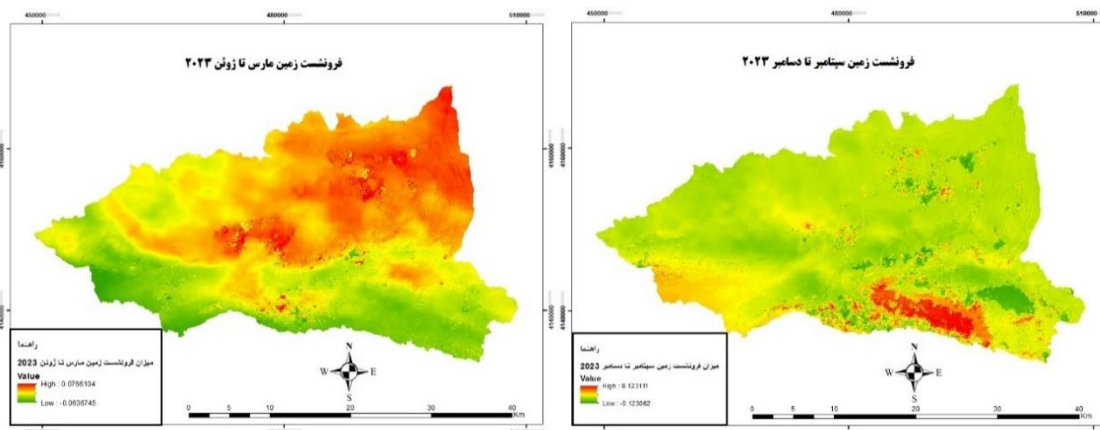 450000 480000 510000
فرونشست زمین مارس تا ژوئن ۲۰۲۳
4160000
4140000
راهنما
میزان فرونشست زمین مارس تا ژوئن 2023
Value
High : 0.0766104
Low : -0.0636745
N
W E
S
0 5 10 20 30 40
Km
450000 480000 510000
فرونشست زمین سپتامبر تا دسامبر ۲۰۲۳
4160000
4140000
راهنما
میزان فرونشست زمین سپتامبر تا دسامبر 2023
Value
High : 0.123111
Low : -0.123062
N
W E
S
0 5 10 20 30 40
Km